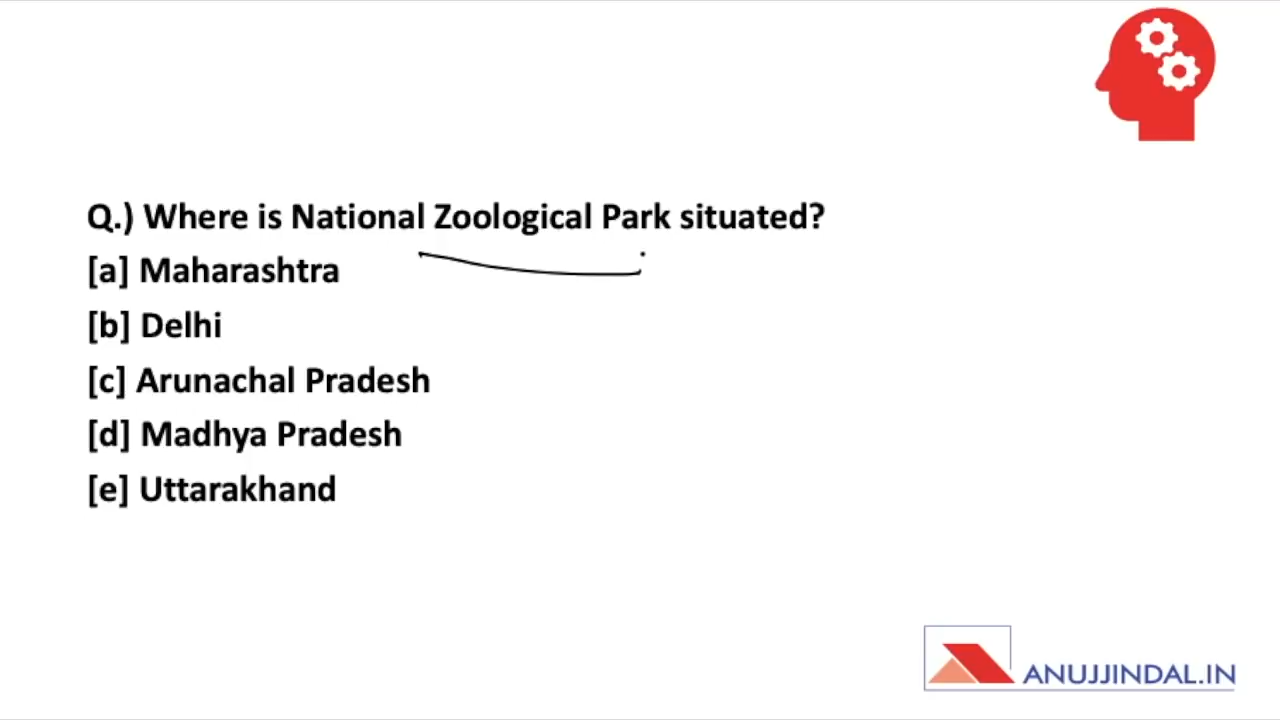 Q.) Where is National Zoological Park situated?
[a] Maharashtra
[b] Delhi
[c] Arunachal Pradesh
[d] Madhya Pradesh
[e] Uttarakhand
ANUJJINDAL.IN